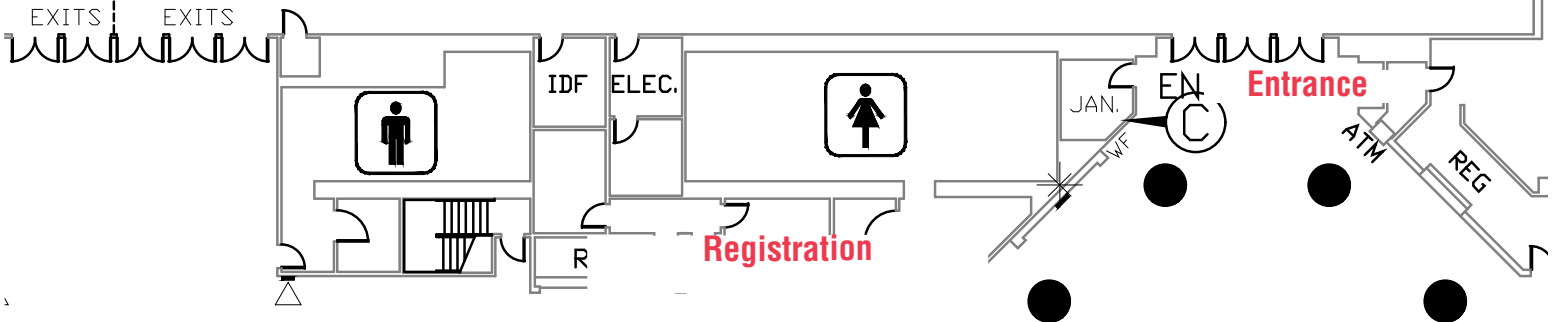 EXITS EXITS
IDF
ELEC.
JAN.
EN
Entrance
C
WF
ATM
REG
Registration
R